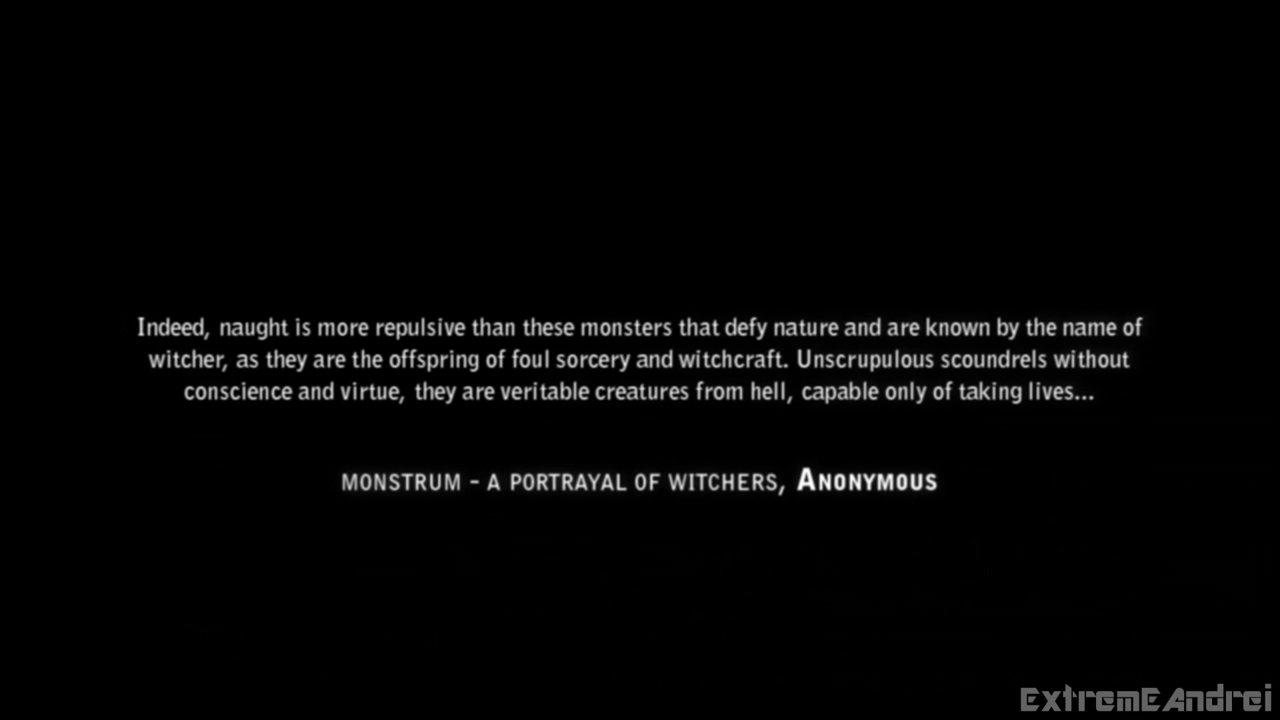 Indeed, naught is more repulsive than these monsters that defy nature and are known by the name of
witcher, as they are the offspring of foul sorcery and witchcraft. Unscrupulous scoundrels without
conscience and virtue, they are veritable creatures from hell, capable only of taking lives...
MONSTRUM - A PORTRAYAL OF WITCHERS, ANONYMOUS
ExtremEAndrei